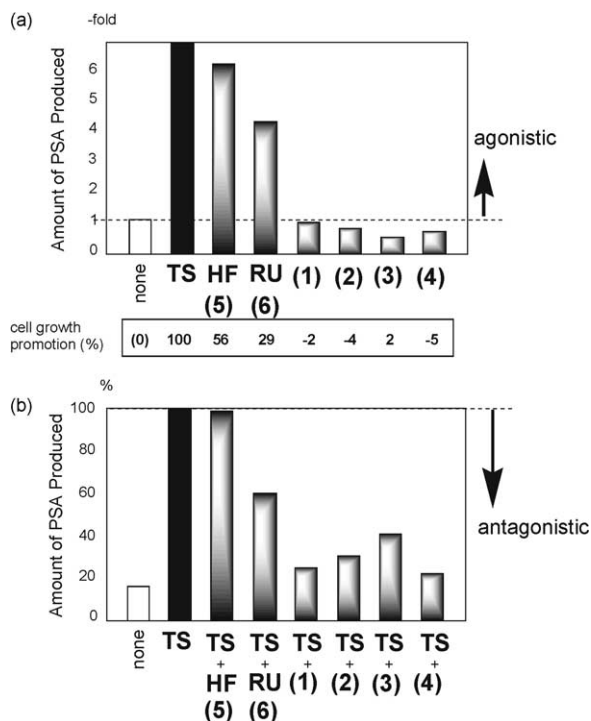 (a)
-fold
Amount of PSA Produced
6
5
4
3
2
1
0
agonistic
none
TS
HF
(5)
RU
(6)
(1)
(2)
(3)
(4)
cell growth
promotion (%)
(0) 100 56 29 -2 -4 2 -5
(b)
%
Amount of PSA Produced
100
80
60
40
20
0
antagonistic
none
TS
TS
+
HF
(5)
TS
+
RU
(6)
TS
+
(1)
TS
+
(2)
TS
+
(3)
TS
+
(4)